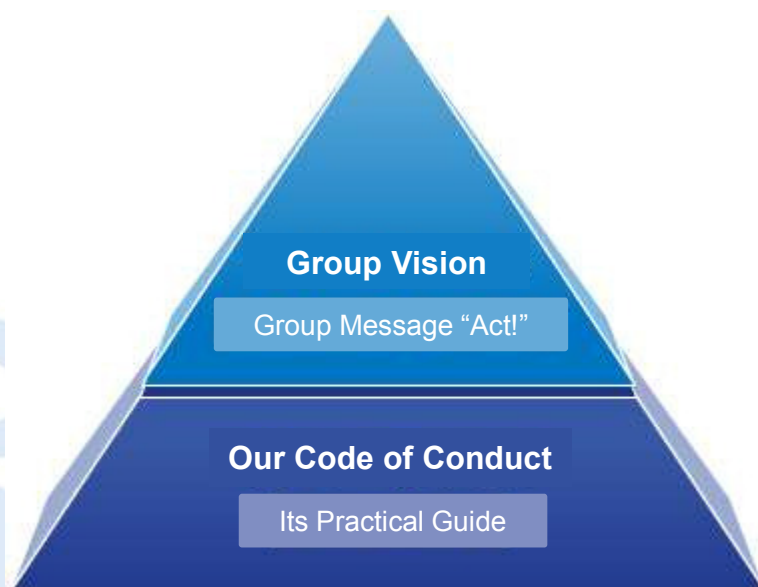 Group Vision
Group Message “Act!”
Our Code of Conduct
Its Practical Guide